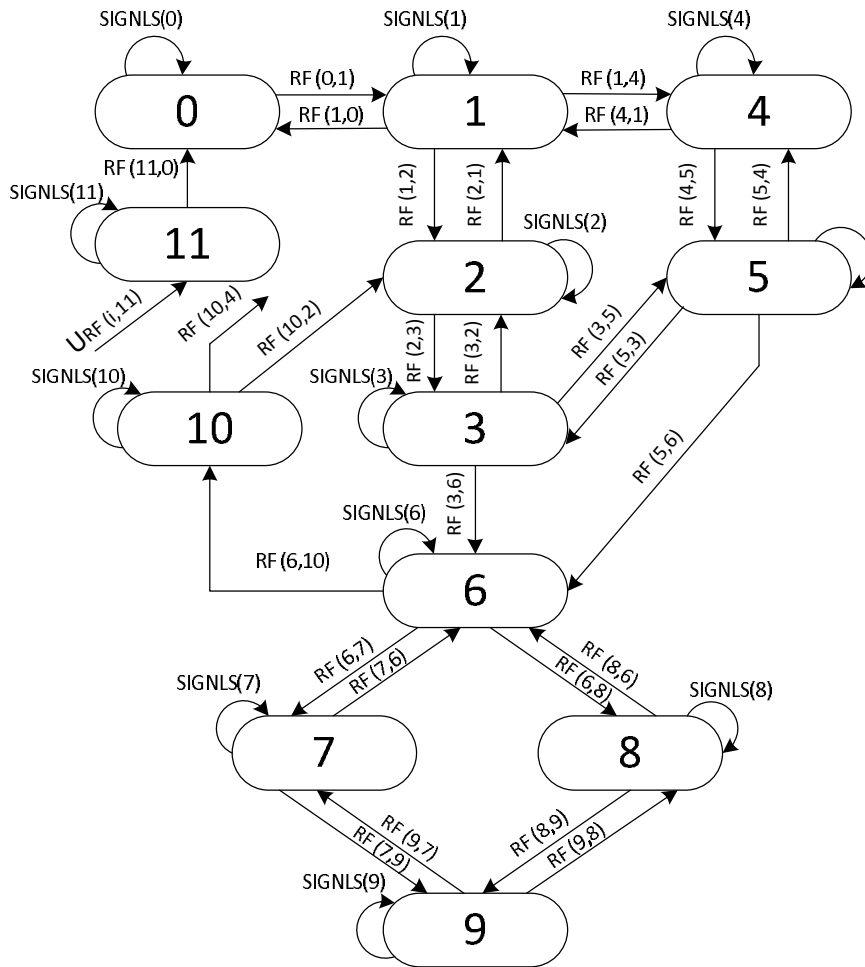 SIGNLS(0)
SIGNLS(1)
SIGNLS(4)
0
RF (0,1)
RF (1,0)
1
RF (1,4)
RF (4,1)
4
RF (11,0)
RF (1,2)
RF (2,1)
RF (4,5)
RF (5,4)
SIGNLS(11)
11
SIGNLS(2)
2
5
∪RF (i,11)
RF (10,4)
RF (10,2)
RF (2,3)
RF (3,2)
RF (3,5)
RF (5,3)
SIGNLS(10)
10
SIGNLS(3)
3
RF (5,6)
RF (3,6)
SIGNLS(6)
RF (6,10)
6
RF (6,7)
RF (7,6)
RF (8,6)
RF (6,8)
SIGNLS(7)
7
SIGNLS(8)
8
RF (9,7)
RF (7,9)
RF (8,9)
RF (9,8)
SIGNLS(9)
9